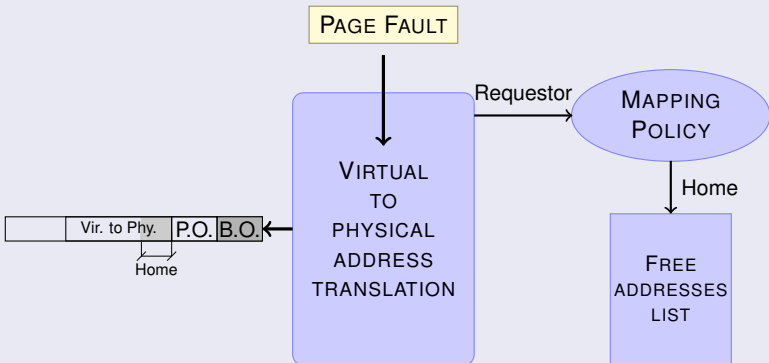 PAGE FAULT
Requestor
MAPPING
POLICY
VIRTUAL
TO
PHYSICAL
ADDRESS
TRANSLATION
Home
Vir. to Phy. P.O. B.O.
Home
FREE
ADDRESSES
LIST